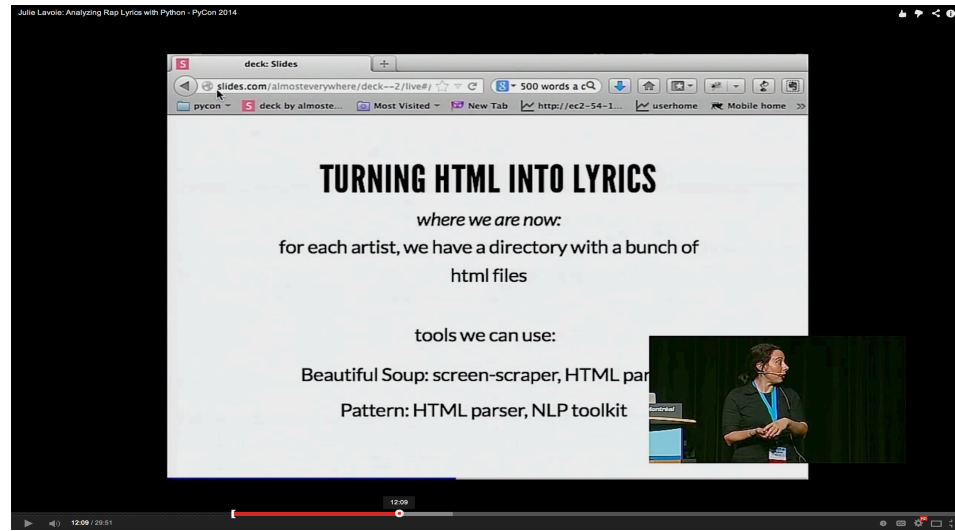 Julie Lavoie: Analyzing Rap Lyrics with Python - PyCon 2014
deck: Slides
slides.com/almosteverywhere/deck--2/live#/
500 words a c
pycon
deck by almoste...
Most Visited
New Tab
http://ec2-54-1...
userhome
Mobile home
TURNING HTML INTO LYRICS
where we are now:
for each artist, we have a directory with a bunch of
html files
tools we can use:
Beautiful Soup: screen-scraper, HTML par
Pattern: HTML parser, NLP toolkit
Montréal
12:09
12:09 / 29:51